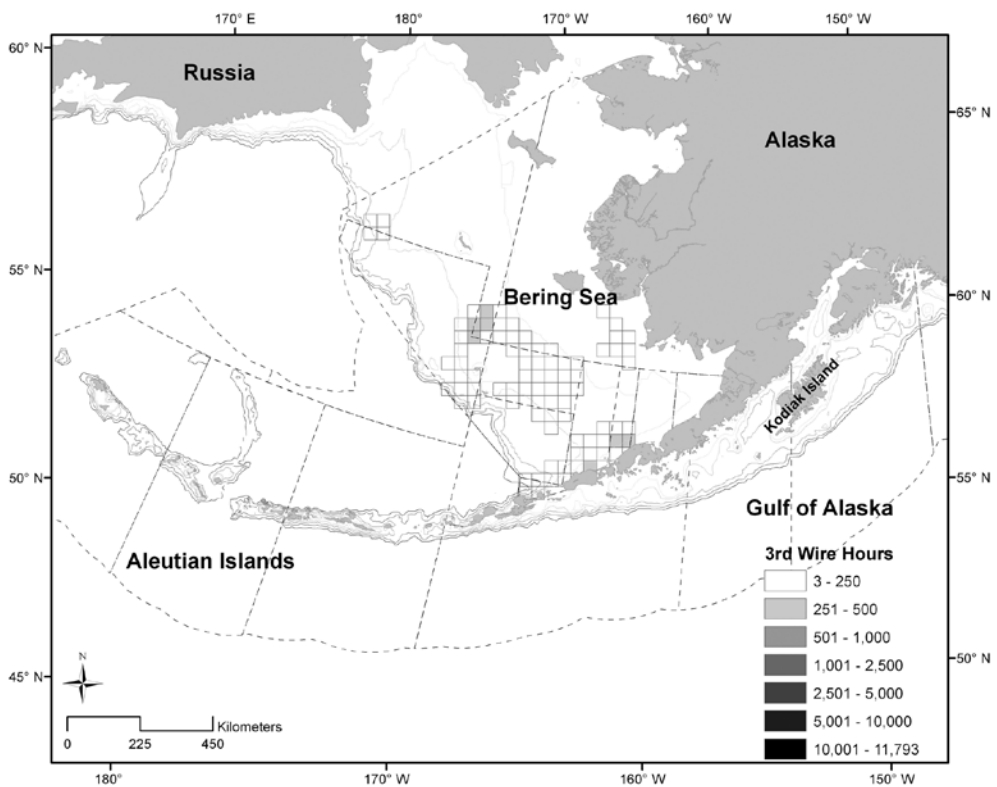 170° E
180°
170° W
160° W
150° W
60° N
Russia
65° N
Alaska
55° N
60° N
Bering Sea
Kodiak Island
50° N
55° N
Gulf of Alaska
Aleutian Islands
3rd Wire Hours
3 - 250
251 - 500
501 - 1,000
1,001 - 2,500
2,501 - 5,000
5,001 - 10,000
10,001 - 11,793
50° N
45° N
N
Kilometers
0 225 450
180°
170° W
160° W
150° W